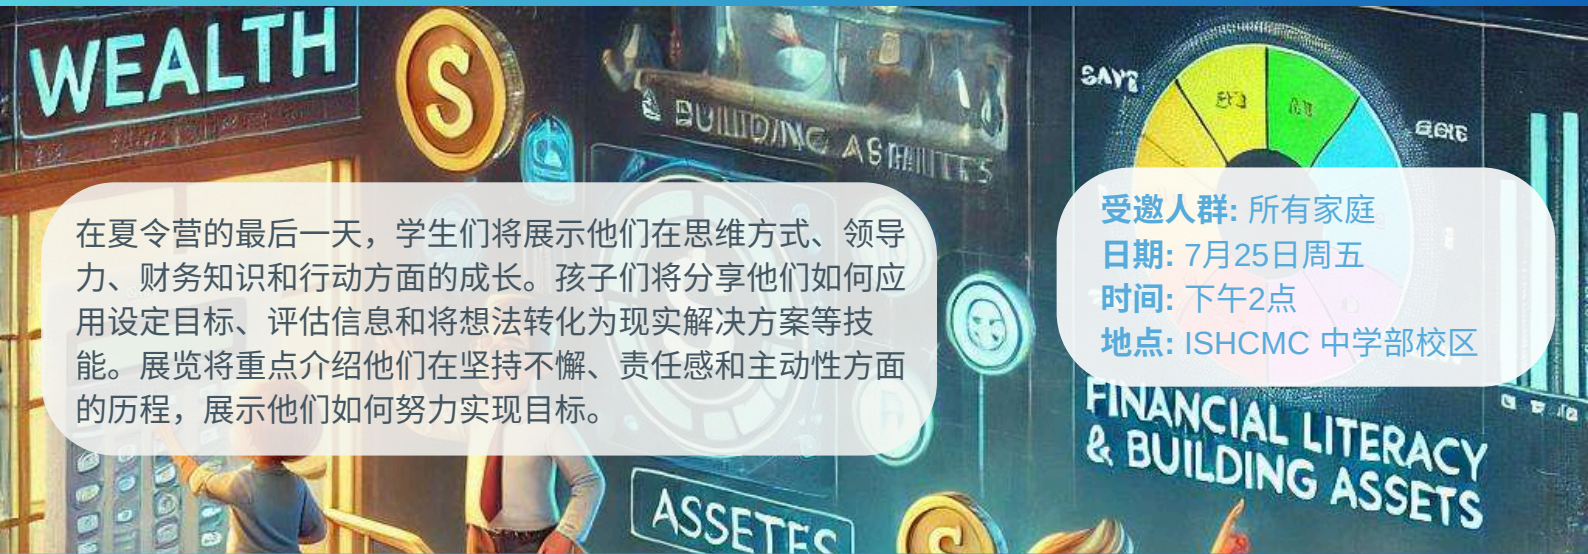 WEALTH
S
BUILLDING
SAVE
在夏令营的最后一天，学生们将展示他们在思维方式、领导
力、财务知识和行动方面的成长。孩子们将分享他们如何应
用设定目标、评估信息和将想法转化为现实解决方案等技
能。展览将重点介绍他们在坚持不懈、责任感和主动性方面
的历程，展示他们如何努力实现目标。
受邀人群: 所有家庭
日期: 7月25日周五
时间: 下午2点
地点: ISHCMC 中学部校区
FINANCIAL LITERACY
& BUILDING ASSETS
ASSETES
S